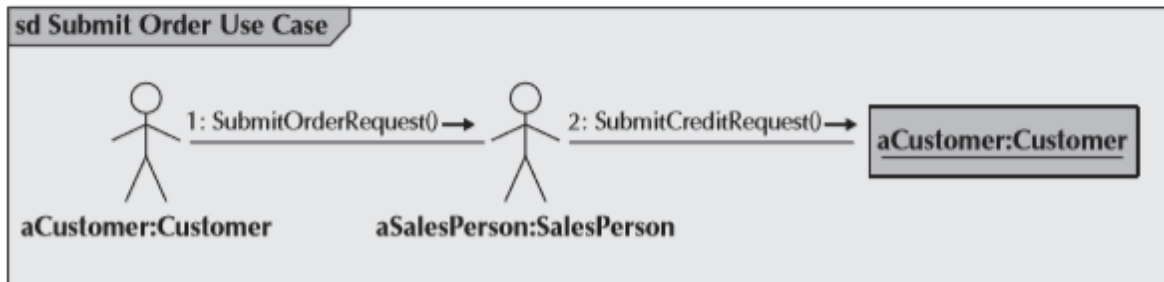 sd Submit Order Use Case
1: SubmitOrderRequest()
2: SubmitCreditRequest()
aCustomer:Customer
aCustomer:Customer
aSalesPerson:SalesPerson